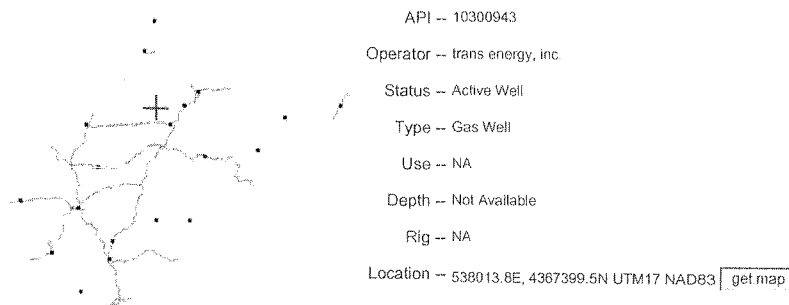 API -- 10300943
Operator -- trans energy, inc.
Status -- Active Well
Type -- Gas Well
Use -- NA
Depth -- Not Available
Rig -- NA
Location -- 538013.8E, 4367399.5N UTM17 NAD83 get map